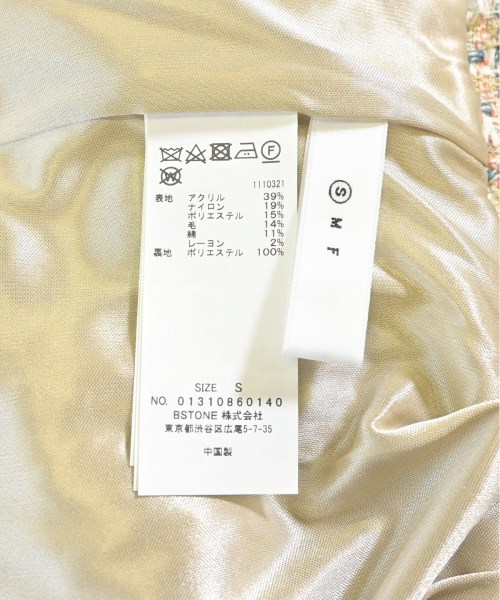 1110321
表地 アクリル 39%
ナイロン 19%
ポリエステル 15%
毛 14%
綿 11%
レーヨン 2%
裏地 ポリエステル 100%
SIZE S
NO. 01310860140
BSTONE 株式会社
東京都渋谷区広尾5-7-35
中国製
Ⓢ M F